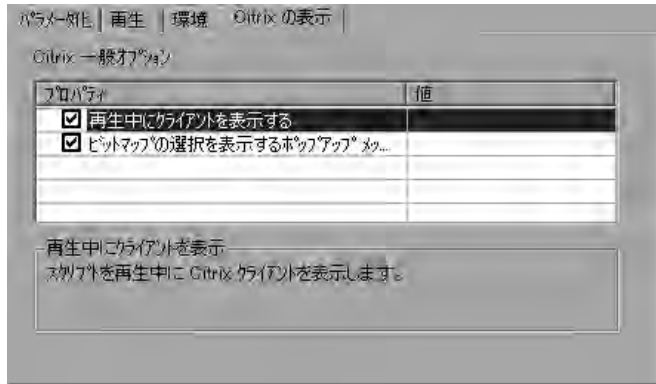 パラメータ化 再生 環境 Citrix の表示
Citrix 一般オプション
プロパティ 値
再生中にクライアントを表示する
ビットマップの選択を表示するポップアップ メッ...
再生中にクライアントを表示
スクリプトを再生中に Citrix クライアントを表示します。